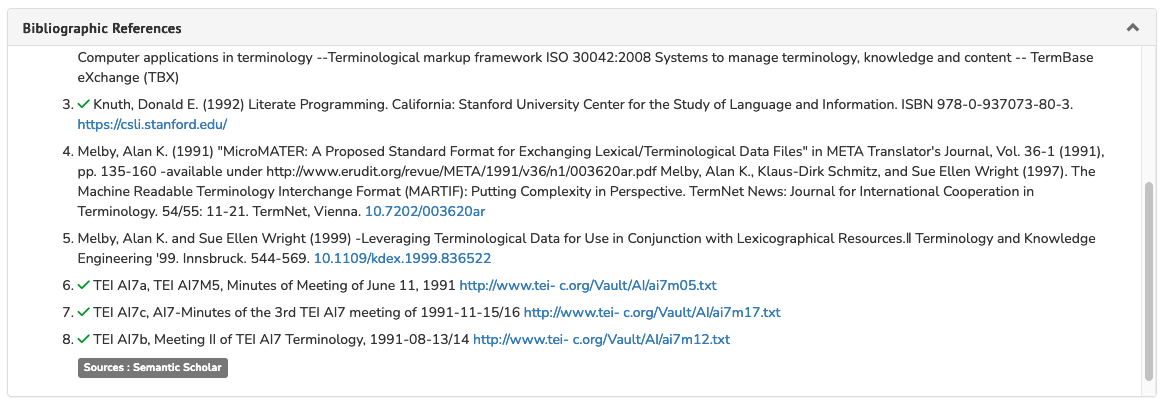 Bibliographic References
Computer applications in terminology --Terminological markup framework ISO 30042:2008 Systems to manage terminology, knowledge and content -- TermBase
eXchange (TBX)
3. Knuth, Donald E. (1992) Literate Programming. California: Stanford University Center for the Study of Language and Information. ISBN 978-0-937073-80-3.
https://csli.stanford.edu/
4. Melby, Alan K. (1991) "MicroMATER: A Proposed Standard Format for Exchanging Lexical/Terminological Data Files" in META Translator's Journal, Vol. 36-1 (1991),
pp. 135-160 -available under http://www.erudit.org/revue/META/1991/v36/n1/003620ar.pdf Melby, Alan K., Klaus-Dirk Schmitz, and Sue Ellen Wright (1997). The
Machine Readable Terminology Interchange Format (MARTIF): Putting Complexity in Perspective. TermNet News: Journal for International Cooperation in
Terminology. 54/55: 11-21. TermNet, Vienna. 10.7202/003620ar
5. Melby, Alan K. and Sue Ellen Wright (1999) -Leveraging Terminological Data for Use in Conjunction with Lexicographical Resources.‖ Terminology and Knowledge
Engineering '99. Innsbruck. 544-569. 10.1109/kdex.1999.836522
6. TEI AI7a, TEI AI7M5, Minutes of Meeting of June 11, 1991 http://www.tei- c.org/Vault/AI/ai7m05.txt
7. TEI AI7c, AI7-Minutes of the 3rd TEI AI7 meeting of 1991-11-15/16 http://www.tei- c.org/Vault/AI/ai7m17.txt
8. TEI AI7b, Meeting II of TEI AI7 Terminology, 1991-08-13/14 http://www.tei- c.org/Vault/AI/ai7m12.txt
Sources : Semantic Scholar